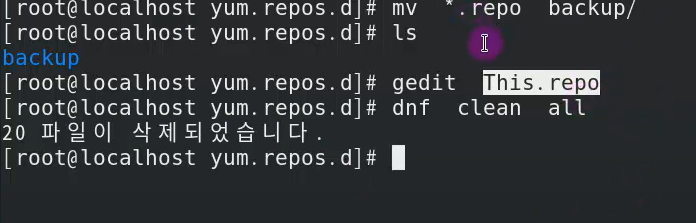 [root@localhost yum.repos.d]# mv  *.repo  backup/
[root@localhost yum.repos.d]# ls
backup
[root@localhost yum.repos.d]# gedit  This.repo
[root@localhost yum.repos.d]# dnf  clean  all
20 파일이 삭제되었습니다.
[root@localhost yum.repos.d]#